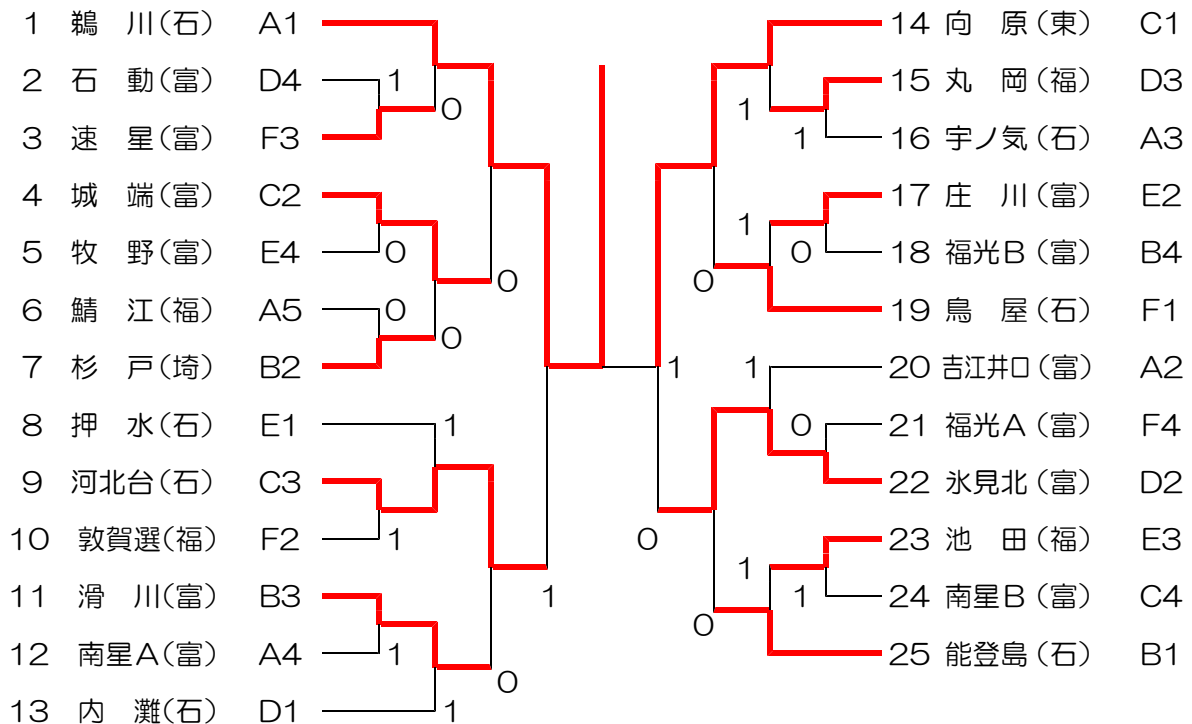 1 鵜 川(石) A1
2 石 動(富) D4
3 速 星(富) F3
4 城 端(富) C2
5 牧 野(富) E4
6 鯖 江(福) A5
7 杉 戸(埼) B2
8 押 水(石) E1
9 河北台(石) C3
10 敦賀選(福) F2
11 滑 川(富) B3
12 南星A(富) A4
13 内 灘(石) D1
1
0
0
0
0
0
1
1
1
1
0
1
1
0
14 向 原(東) C1
15 丸 岡(福) D3
16 宇ノ気(石) A3
17 庄 川(富) E2
18 福光B(富) B4
19 鳥 屋(石) F1
20 吉江井口(富) A2
21 福光A(富) F4
22 氷見北(富) D2
23 池 田(福) E3
24 南星B(富) C4
25 能登島(石) B1
1
1
1
0
0
1
1
0
1
1
0